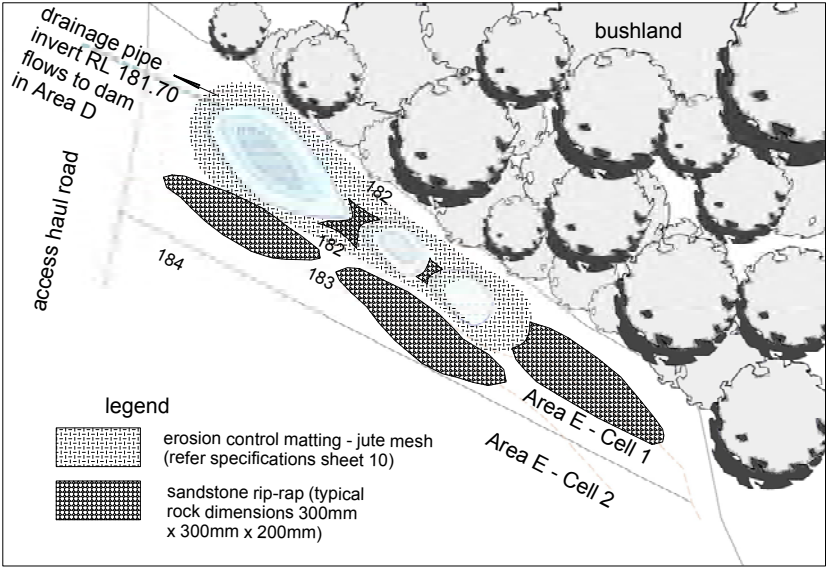 bushland
drainage pipe
invert RL 181.70
flows to dam
in Area D
access haul road
182
182
183
184
Area E - Cell 1
Area E - Cell 2
legend
erosion control matting - jute mesh
(refer specifications sheet 10)
sandstone rip-rap (typical
rock dimensions 300mm
x 300mm x 200mm)